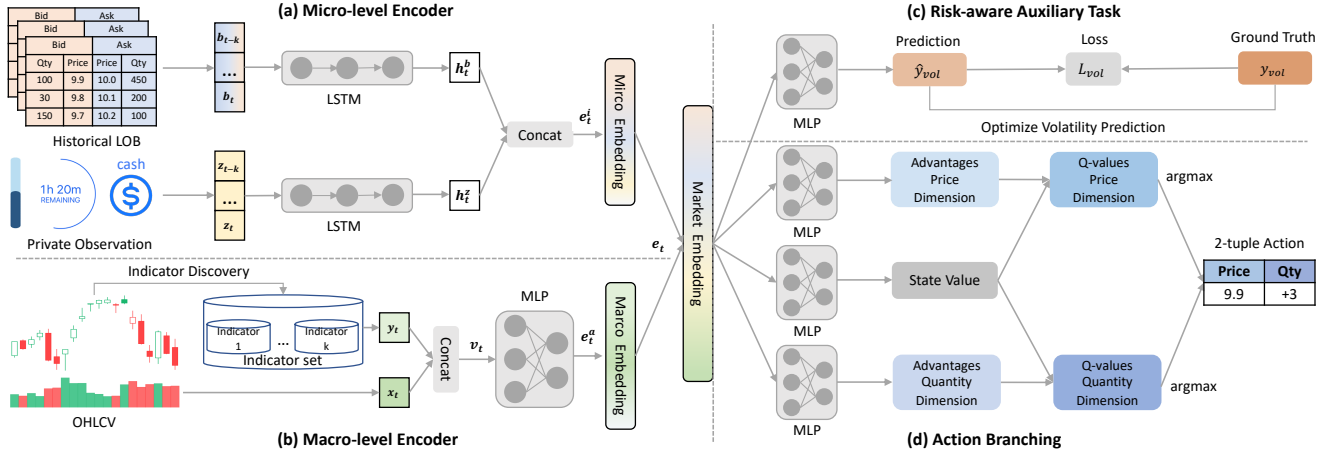 (a) Micro-level Encoder
Bid Ask
Bid Ask
Bid Ask
Qty Price Price Qty
100 9.9 10.0 450
30 9.8 10.1 200
150 9.7 10.2 100
Historical LOB
b_{t-k}
...
b_t
LSTM
h_t^b
cash
1h 20m
REMAINING
Private Observation
z_{t-k}
...
z_t
LSTM
h_t^z
Concat
e_t^i
Mirco Embedding
Indicator Discovery
Indicator
1
...
Indicator
k
Indicator set
OHLCV
y_t
x_t
Concat
v_t
MLP
e_t^a
Marco Embedding
(b) Macro-level Encoder
e_t
Market Embedding
(c) Risk-aware Auxiliary Task
Prediction
Loss
Ground Truth
MLP
ŷ_{vol}
L_{vol}
y_{vol}
Optimize Volatility Prediction
MLP
Advantages
Price
Dimension
Q-values
Price
Dimension
argmax
MLP
State Value
2-tuple Action
Price Qty
9.9 +3
MLP
Advantages
Quantity
Dimension
Q-values
Quantity
Dimension
argmax
(d) Action Branching